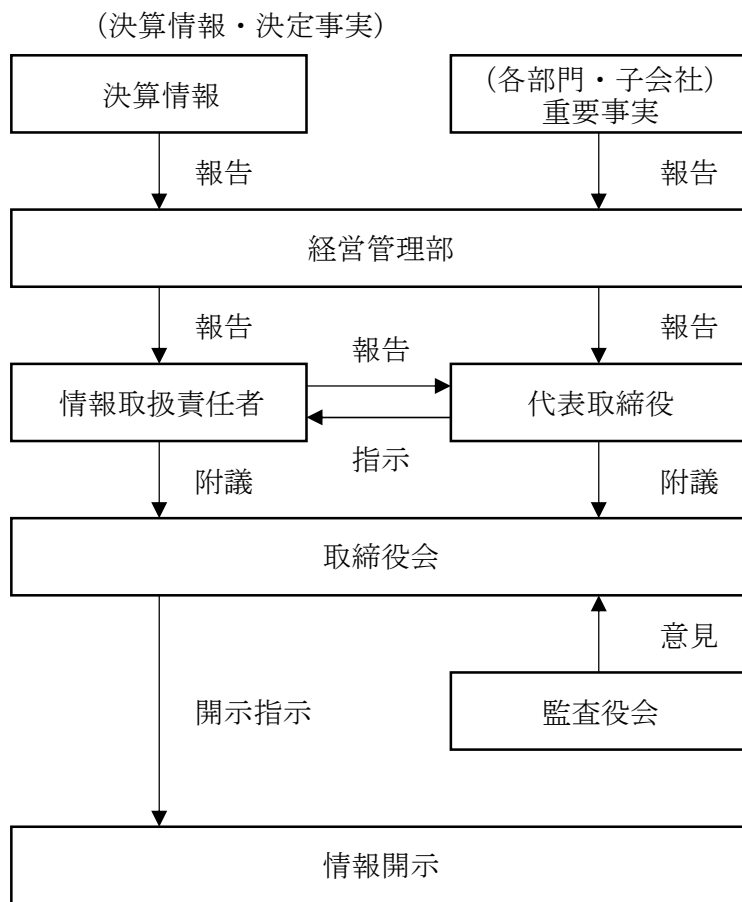 (決算情報・決定事実)
決算情報
(各部門・子会社)
重要事実
報告
報告
経営管理部
報告
報告
報告
情報取扱責任者
代表取締役
指示
附議
附議
取締役会
意見
開示指示
監査役会
情報開示